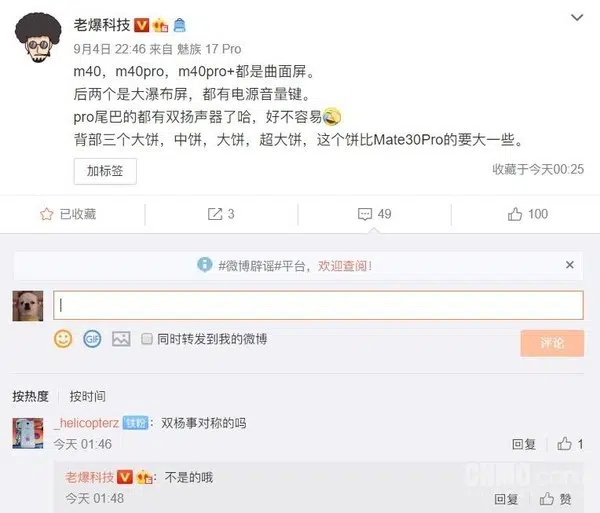 老爆科技
9月4日 22:46 来自 魅族 17 Pro
m40，m40pro，m40pro+都是曲面屏。
后两个是大瀑布屏，都有电源音量键。
pro尾巴的都有双扬声器了哈，好不容易
背部三个大饼，中饼，大饼，超大饼，这个饼比Mate30Pro的要大一些。
加标签
收藏于今天00:25
已收藏
3
49
100
#微博辟谣#平台，欢迎查阅！
GIF
同时转发到我的微博
评论
按热度 按时间
_helicopterz 铁粉：双杨事对称的吗
今天 01:46
回复 1
老爆科技：不是的哦
今天 01:48
回复 赞